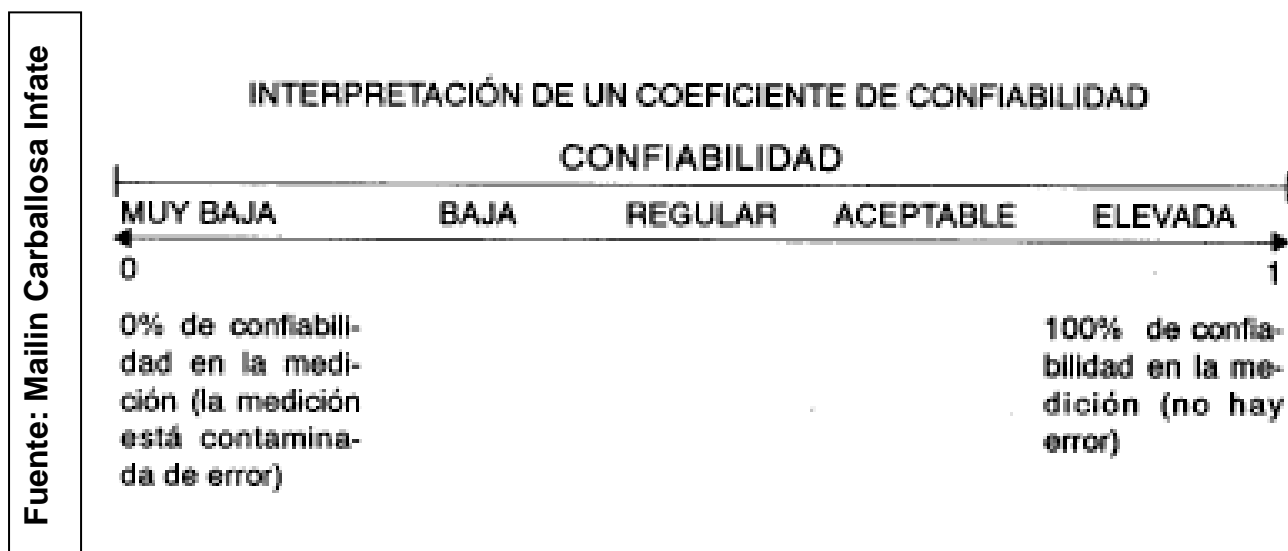 Fuente: Mailin Carballosa Infate
INTERPRETACIÓN DE UN COEFICIENTE DE CONFIABILIDAD
CONFIABILIDAD
MUY BAJA BAJA REGULAR ACEPTABLE ELEVADA
0 1
0% de confiabili-
dad en la medi-
ción (la medición
está contamina-
da de error)
100% de confia-
bilidad en la me-
dición (no hay
error)